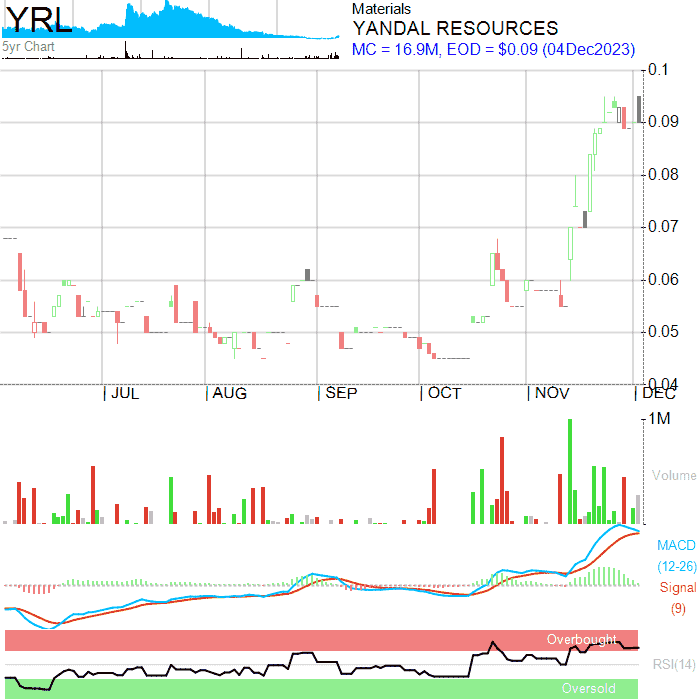 YRL
5yr Chart
Materials
YANDAL RESOURCES
MC = 16.9M, EOD = $0.09 (04Dec2023)
0.1
0.09
0.08
0.07
0.06
0.05
0.04
JUL
AUG
SEP
OCT
NOV
DEC
1M
Volume
MACD
(12-26)
Signal
(9)
Overbought
RSI(14)
Oversold